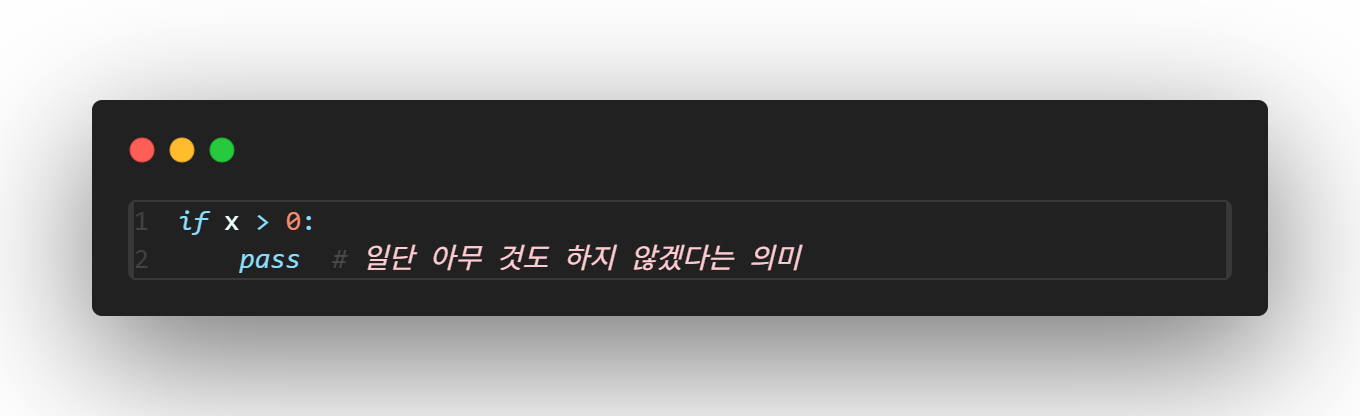 1 if x > 0:
2     pass  # 일단 아무 것도 하지 않겠다는 의미